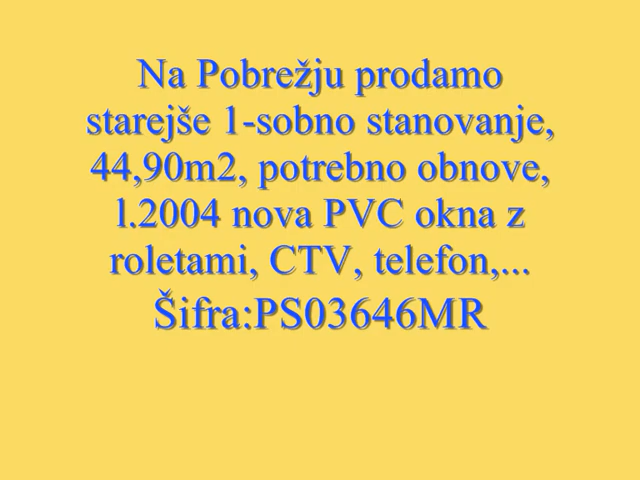 Na Pobrežju prodamo
starejše 1-sobno stanovanje,
44,90m2, potrebno obnove,
l.2004 nova PVC okna z
roletami, CTV, telefon,...
Šifra:PS03646MR